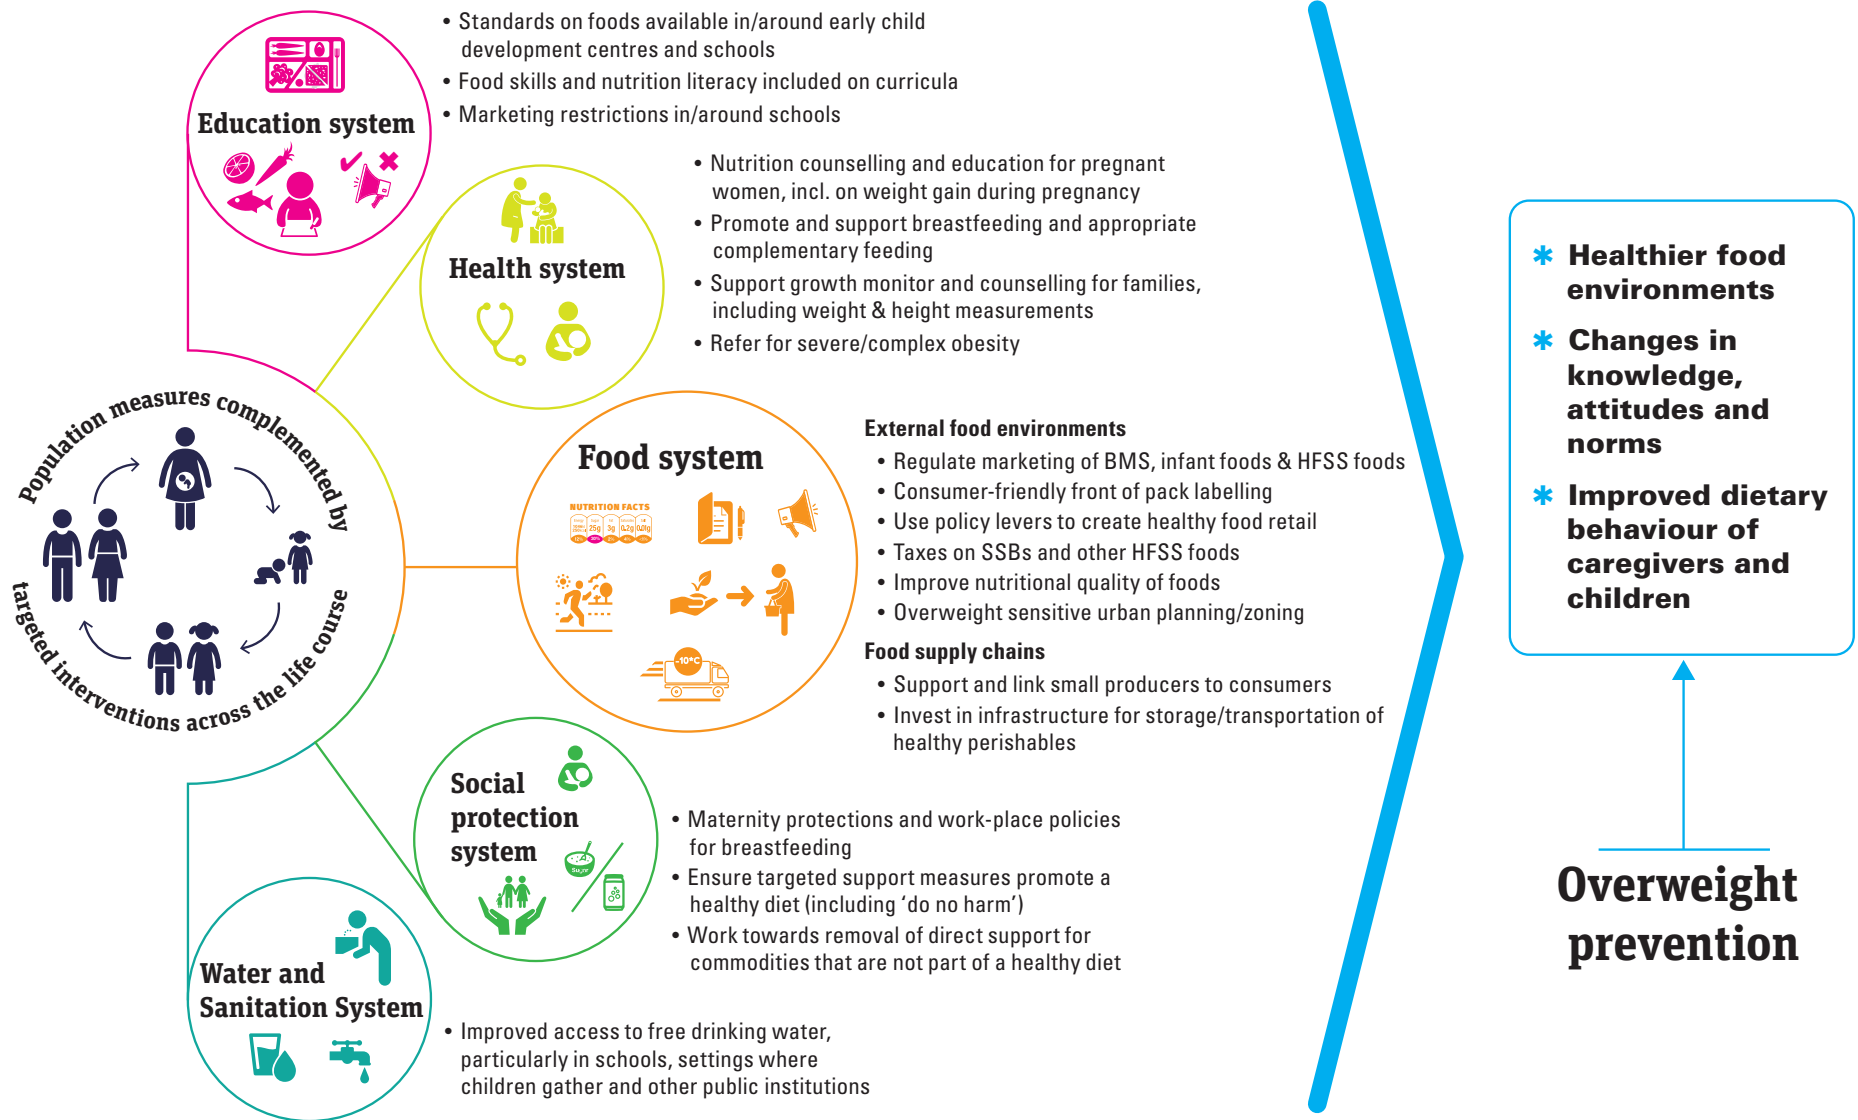 Education system
• Standards on foods available in/around early child
development centres and schools
• Food skills and nutrition literacy included on curricula
• Marketing restrictions in/around schools
Health system
• Nutrition counselling and education for pregnant
women, incl. on weight gain during pregnancy
• Promote and support breastfeeding and appropriate
complementary feeding
• Support growth monitor and counselling for families,
including weight & height measurements
• Refer for severe/complex obesity
Population measures complemented by
targeted interventions across the life course
Food system
NUTRITION FACTS
25g 3g 0.2g
-10°C
External food environments
• Regulate marketing of BMS, infant foods & HFSS foods
• Consumer-friendly front of pack labelling
• Use policy levers to create healthy food retail
• Taxes on SSBs and other HFSS foods
• Improve nutritional quality of foods
• Overweight sensitive urban planning/zoning
Food supply chains
• Support and link small producers to consumers
• Invest in infrastructure for storage/transportation of
healthy perishables
Social
protection
system
• Maternity protections and work-place policies
for breastfeeding
• Ensure targeted support measures promote a
healthy diet (including ‘do no harm’)
• Work towards removal of direct support for
commodities that are not part of a healthy diet
Water and
Sanitation System
• Improved access to free drinking water,
particularly in schools, settings where
children gather and other public institutions
* Healthier food
environments
* Changes in
knowledge,
attitudes and
norms
* Improved dietary
behaviour of
caregivers and
children
Overweight
prevention